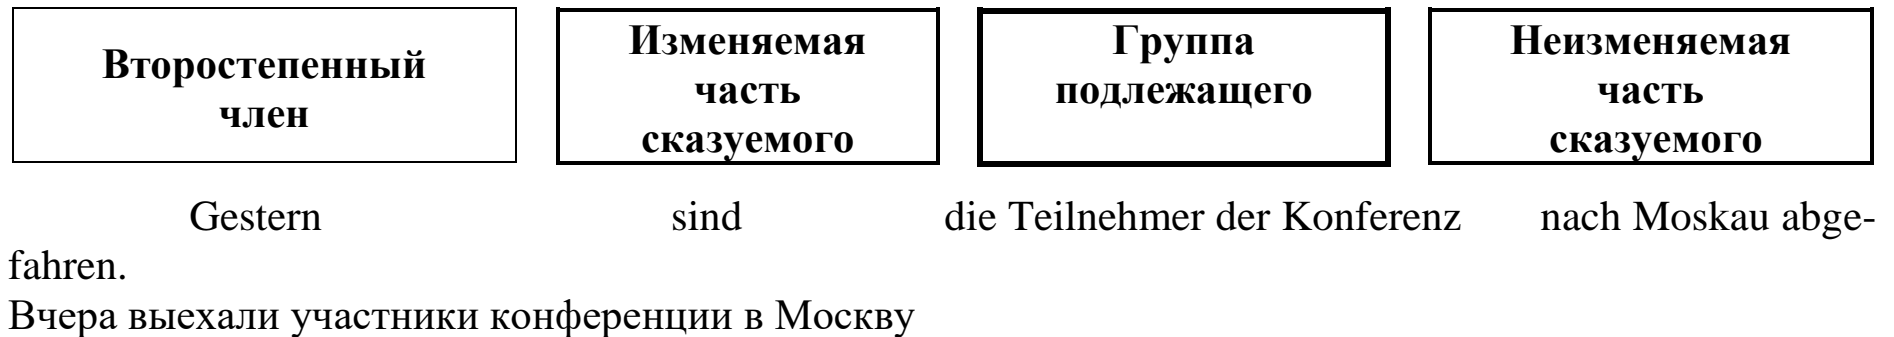 Второстепенный
член
Изменяемая
часть
сказуемого
Группа
подлежащего
Неизменяемая
часть
сказуемого
Gestern sind die Teilnehmer der Konferenz nach Moskau abge-
fahren.
Вчера выехали участники конференции в Москву